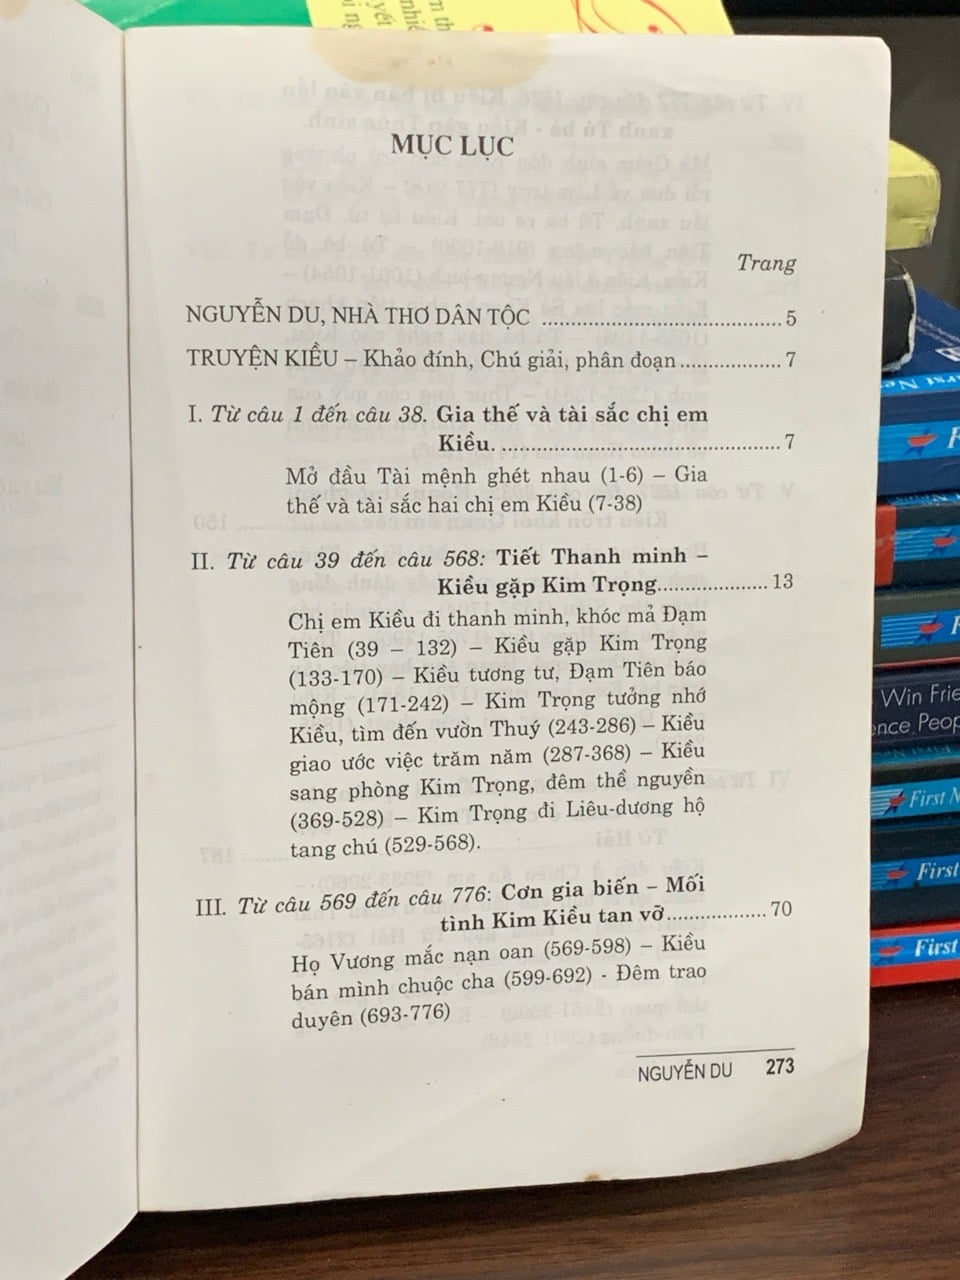 MỤC LỤC
Trang
NGUYỄN DU, NHÀ THƠ DÂN TỘC ........................................ 5
TRUYỆN KIỀU – Khảo đính, Chú giải, phân đoạn ................. 7
I. Từ câu 1 đến câu 38. Gia thế và tài sắc chị em
Kiều. ............................................ 7
Mở đầu Tài mệnh ghét nhau (1-6) – Gia
thế và tài sắc hai chị em Kiều (7-38)
II. Từ câu 39 đến câu 568: Tiết Thanh minh –
Kiều gặp Kim Trọng.................... 13
Chị em Kiều đi thanh minh, khóc mả Đạm
Tiên (39 – 132) – Kiều gặp Kim Trọng
(133-170) – Kiều tương tư, Đạm Tiên báo
mộng (171-242) – Kim Trọng tưởng nhớ
Kiều, tìm đến vườn Thuý (243-286) – Kiều
giao ước việc trăm năm (287-368) – Kiều
sang phòng Kim Trọng, đêm thề nguyền
(369-528) – Kim Trọng đi Liêu-dương hộ
tang chú (529-568).
III. Từ câu 569 đến câu 776: Cơn gia biến – Mối
tình Kim Kiều tan vỡ.................. 70
Họ Vương mắc nạn oan (569-598) – Kiều
bán mình chuộc cha (599-692) - Đêm trao
duyên (693-776)
NGUYỄN DU 273
Win Frie
ence Peop
First N
First
First